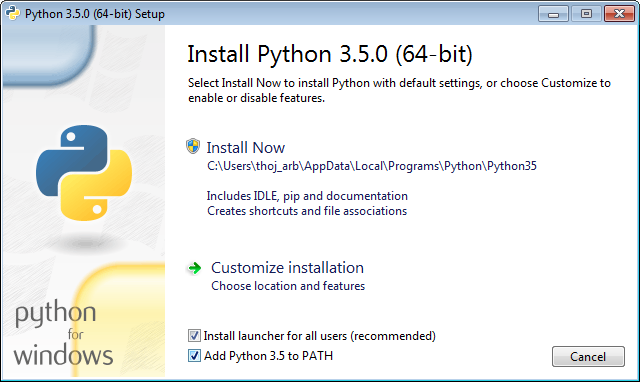 Python 3.5.0 (64-bit) Setup
Install Python 3.5.0 (64-bit)
Select Install Now to install Python with default settings, or choose Customize to
enable or disable features.
Install Now
C:\Users\thoj_arb\AppData\Local\Programs\Python\Python35
Includes IDLE, pip and documentation
Creates shortcuts and file associations
Customize installation
Choose location and features
python
for
windows
Install launcher for all users (recommended)
Add Python 3.5 to PATH
Cancel